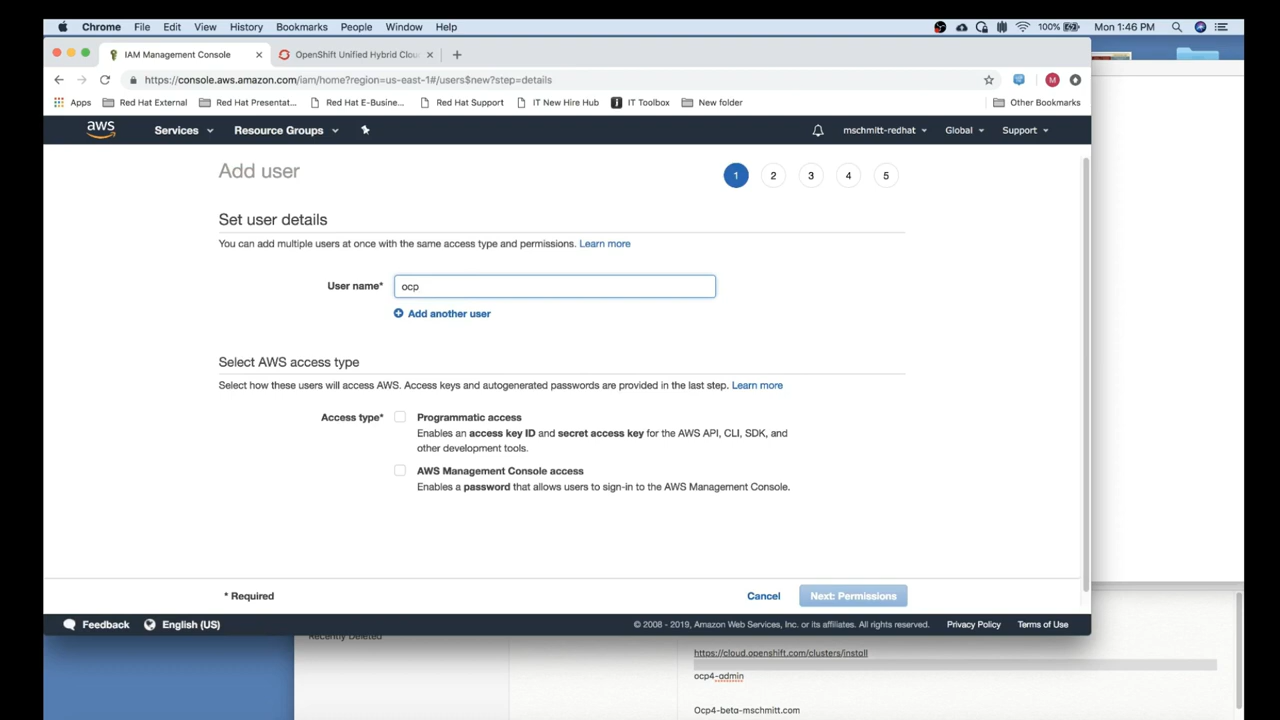 Chrome File Edit View History Bookmarks People Window Help 100% Mon 1:46 PM
IAM Management Console OpenShift Unified Hybrid Clou
https://console.aws.amazon.com/iam/home?region=us-east-1#/users$new?step=details M
Apps Red Hat External Red Hat Presentat... Red Hat E-Busine... Red Hat Support IT New Hire Hub IT Toolbox New folder Other Bookmarks
aws Services Resource Groups mschmitt-redhat Global Support
Add user 1 2 3 4 5
Set user details
You can add multiple users at once with the same access type and permissions. Learn more
User name* ocp
Add another user
Select AWS access type
Select how these users will access AWS. Access keys and autogenerated passwords are provided in the last step. Learn more
Access type* Programmatic access
Enables an access key ID and secret access key for the AWS API, CLI, SDK, and
other development tools.
AWS Management Console access
Enables a password that allows users to sign-in to the AWS Management Console.
* Required Cancel Next: Permissions
Feedback English (US) © 2008 - 2019, Amazon Web Services, Inc. or its affiliates. All rights reserved. Privacy Policy Terms of Use
Recently Deleted
https://cloud.openshift.com/clusters/install
ocp4-admin
Ocp4-beta-mschmitt.com